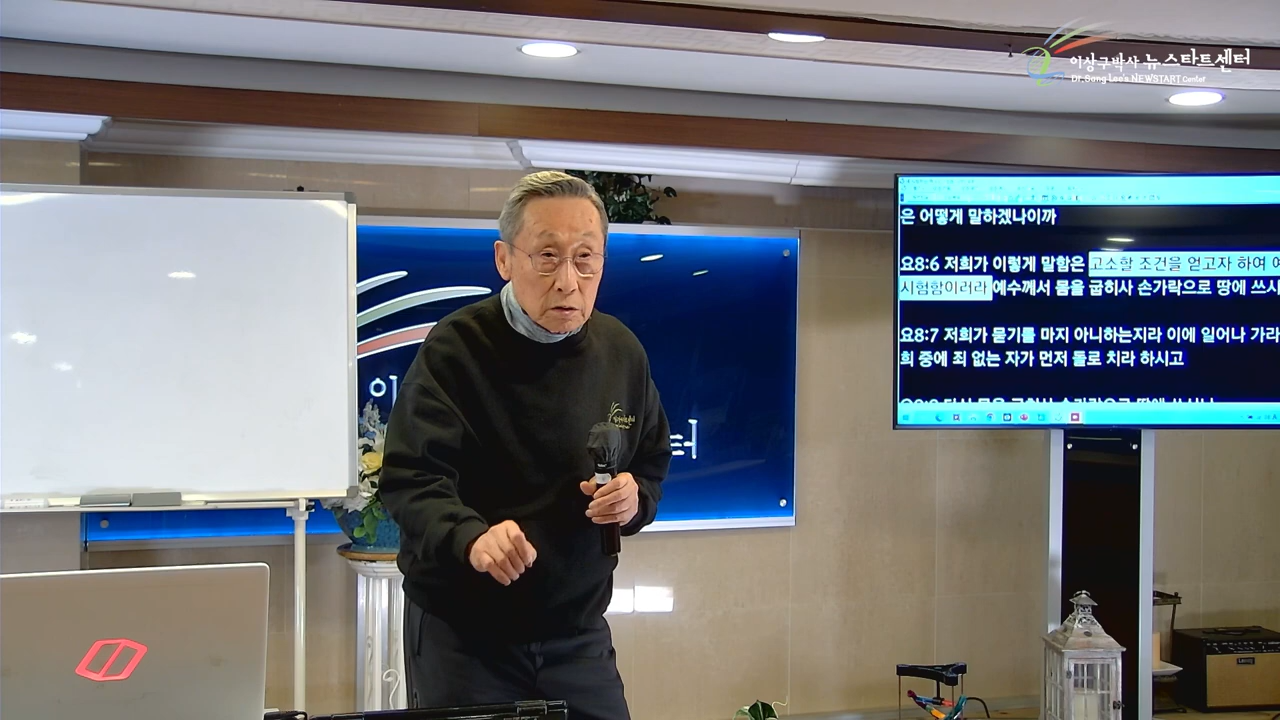 이상구박사 뉴스타트센터
Dr. Sang Lee's NEWSTART Center
은 어떻게 말하겠나이까
요8:6 저희가 이렇게 말함은 고소할 조건을 얻고자 하여 예
시험함이러라 예수께서 몸을 굽히사 손가락으로 땅에 쓰시
요8:7 저희가 묻기를 마지 아니하는지라 이에 일어나 가라
희 중에 죄 없는 자가 먼저 돌로 치라 하시고
이
터